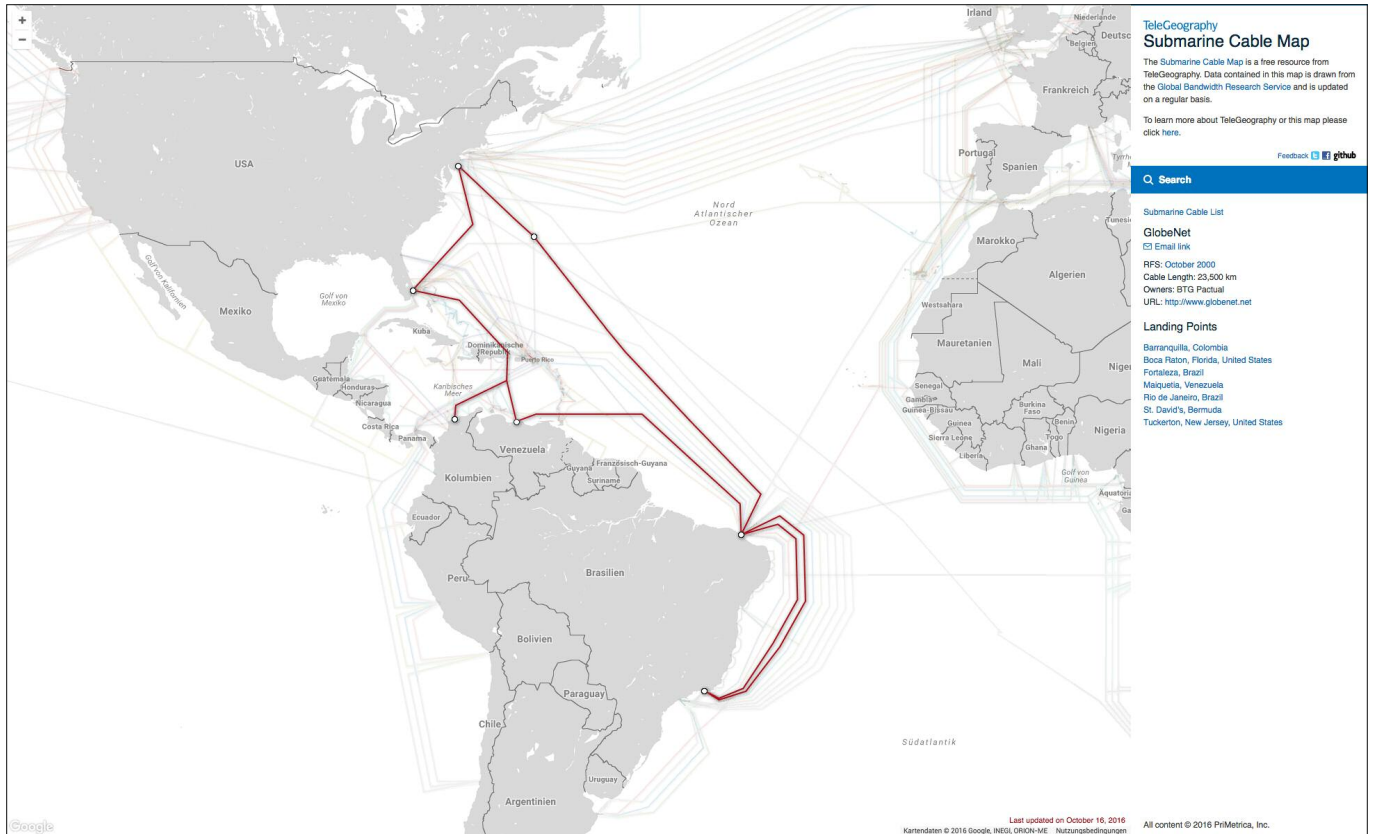 +
−
USA
Mexiko
Golf von Kalifornien
Golf von
Mexiko
Kuba
Dominikanische
Republik
Puerto Rico
Guatemala
Honduras
Nicaragua
Karibisches
Meer
Costa Rica
Panama
Venezuela
Guyana
Französisch-Guyana
Suriname
Kolumbien
Ecuador
Peru
Brasilien
Bolivien
Paraguay
Chile
Uruguay
Argentinien
Nord
Atlantischer
Ozean
Südatlantik
Irland
Niederlande
Belgien
Deutsc
Frankreich
Portugal
Spanien
Tyrrh
Marokko
Algerien
Tunesi
Westsahara
Mauretanien
Mali
Niger
Senegal
Gambia
Guinea-Bissau
Guinea
Sierra Leone
Liberia
Burkina
Faso
Benin
Togo
Ghana
Nigeria
Golf von
Guinea
Äquatoria
Ga
Google
Last updated on October 16, 2016
Kartendaten © 2016 Google, INEGI, ORION-ME Nutzungsbedingungen
TeleGeography
Submarine Cable Map
The Submarine Cable Map is a free resource from
TeleGeography. Data contained in this map is drawn from
the Global Bandwidth Research Service and is updated
on a regular basis.
To learn more about TeleGeography or this map please
click here.
Feedback github
Search
Submarine Cable List
GlobeNet
Email link
RFS: October 2000
Cable Length: 23,500 km
Owners: BTG Pactual
URL: http://www.globenet.net
Landing Points
Barranquilla, Colombia
Boca Raton, Florida, United States
Fortaleza, Brazil
Maiquetia, Venezuela
Rio de Janeiro, Brazil
St. David's, Bermuda
Tuckerton, New Jersey, United States
All content © 2016 PriMetrica, Inc.